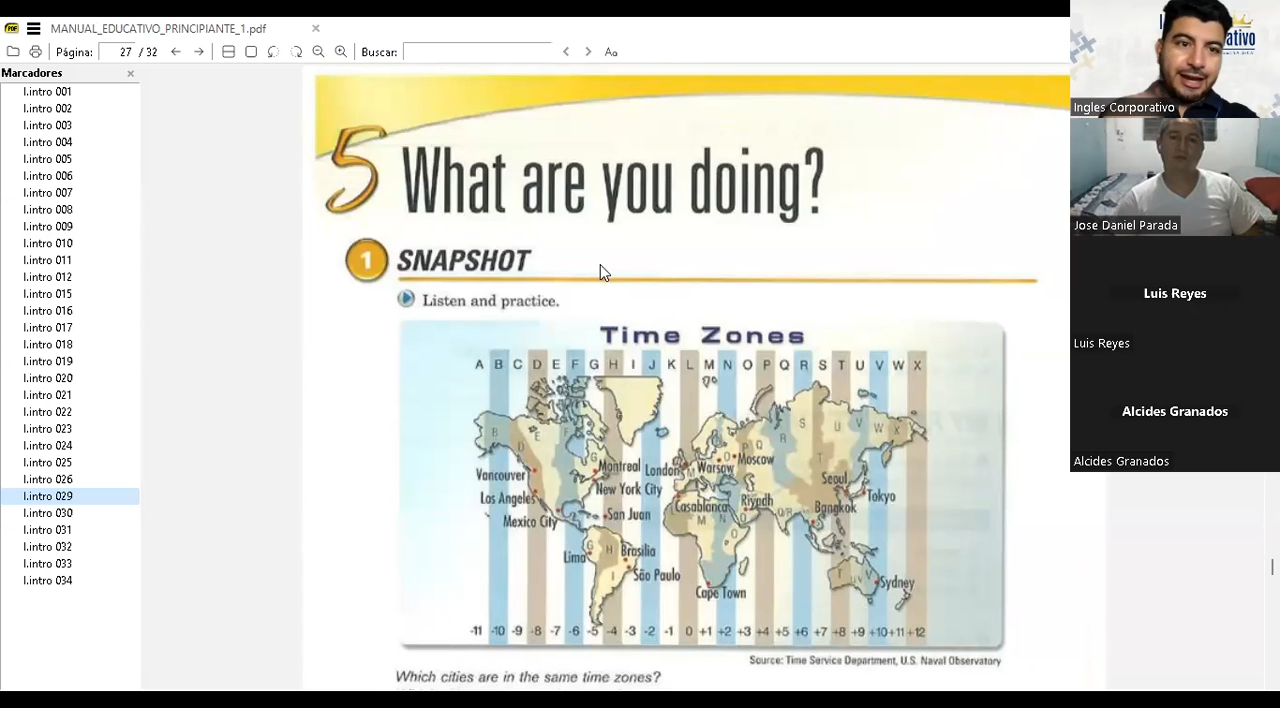 MANUAL_EDUCATIVO_PRINCIPIANTE_1.pdf
Página: 27 / 32 Buscar: Aa
Marcadores
I.intro 001
I.intro 002
I.intro 003
I.intro 004
I.intro 005
I.intro 006
I.intro 007
I.intro 008
I.intro 009
I.intro 010
I.intro 011
I.intro 012
I.intro 015
I.intro 016
I.intro 017
I.intro 018
I.intro 019
I.intro 020
I.intro 021
I.intro 022
I.intro 023
I.intro 024
I.intro 025
I.intro 026
I.intro 029
I.intro 030
I.intro 031
I.intro 032
I.intro 033
I.intro 034
5 What are you doing?
1 SNAPSHOT
Listen and practice.
Time Zones
A B C D E F G H I J K L M N O P Q R S T U V W X
Vancouver
Montreal
London
Warsaw
Moscow
Los Angeles
New York City
Seoul
Tokyo
Mexico City
San Juan
Casablanca
Riyadh
Bangkok
Lima
Brasilia
São Paulo
Cape Town
Sydney
-11 -10 -9 -8 -7 -6 -5 -4 -3 -2 -1 0 +1 +2 +3 +4 +5 +6 +7 +8 +9 +10 +11 +12
Source: Time Service Department, U.S. Naval Observatory
Which cities are in the same time zones?
Ingles Corporativo
Jose Daniel Parada
Luis Reyes
Luis Reyes
Alcides Granados
Alcides Granados